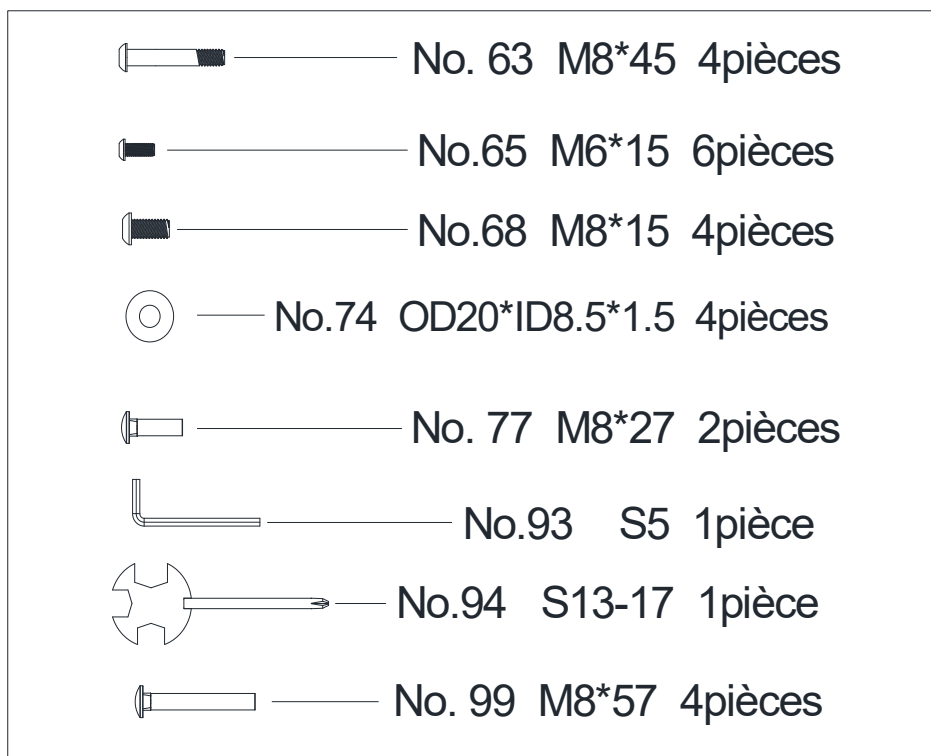 No. 63 M8*45 4pièces
No.65 M6*15 6pièces
No.68 M8*15 4pièces
No.74 OD20*ID8.5*1.5 4pièces
No. 77 M8*27 2pièces
No.93 S5 1pièce
No.94 S13-17 1pièce
No. 99 M8*57 4pièces